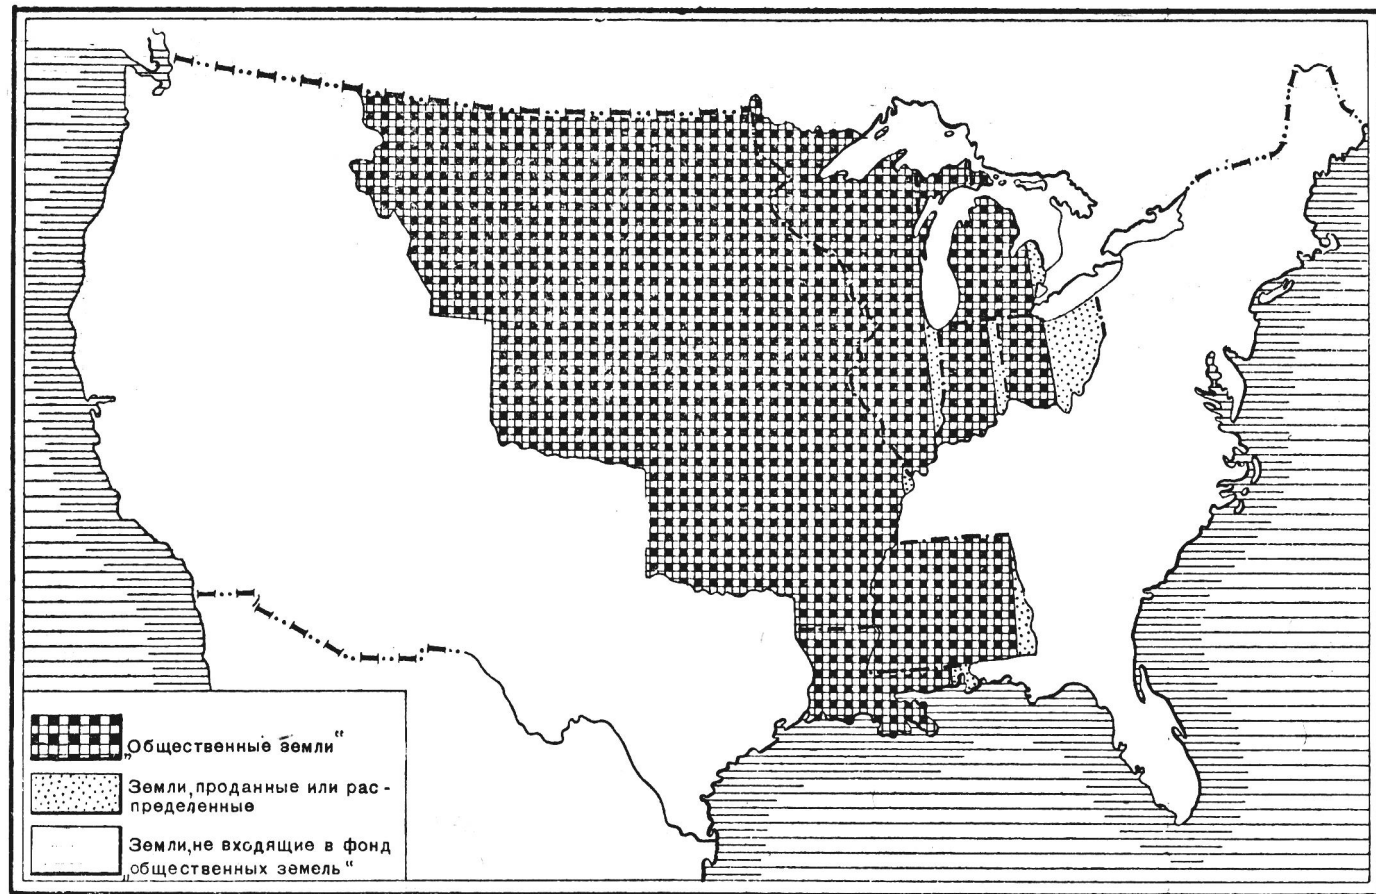 „Общественные земли“
Земли, проданные или рас-
пределенные
Земли, не входящие в фонд
„общественных земель“